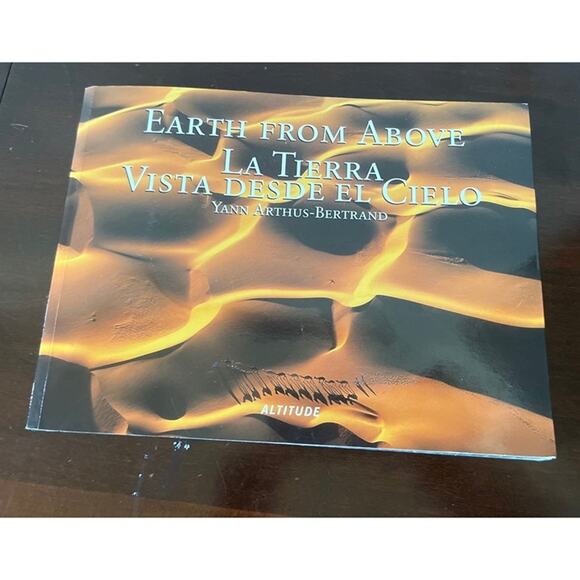 EARTH FROM ABOVE
LA TIERRA
VISTA DESDE EL CIELO
YANN ARTHUS-BERTRAND
ALTITUDE